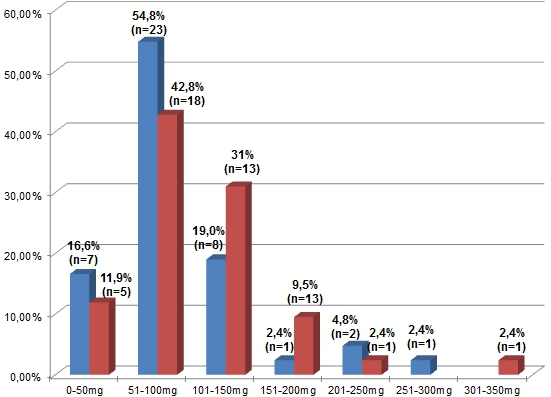 60,00%
50,00%
40,00%
30,00%
20,00%
10,00%
0,00%
16,6%
(n=7)
11,9%
(n=5)
54,8%
(n=23)
42,8%
(n=18)
19,0%
(n=8)
31%
(n=13)
2,4%
(n=1)
9,5%
(n=13)
4,8%
(n=2)
2,4%
(n=1)
2,4%
(n=1)
2,4%
(n=1)
0-50mg 51-100mg 101-150mg 151-200mg 201-250mg 251-300mg 301-350mg